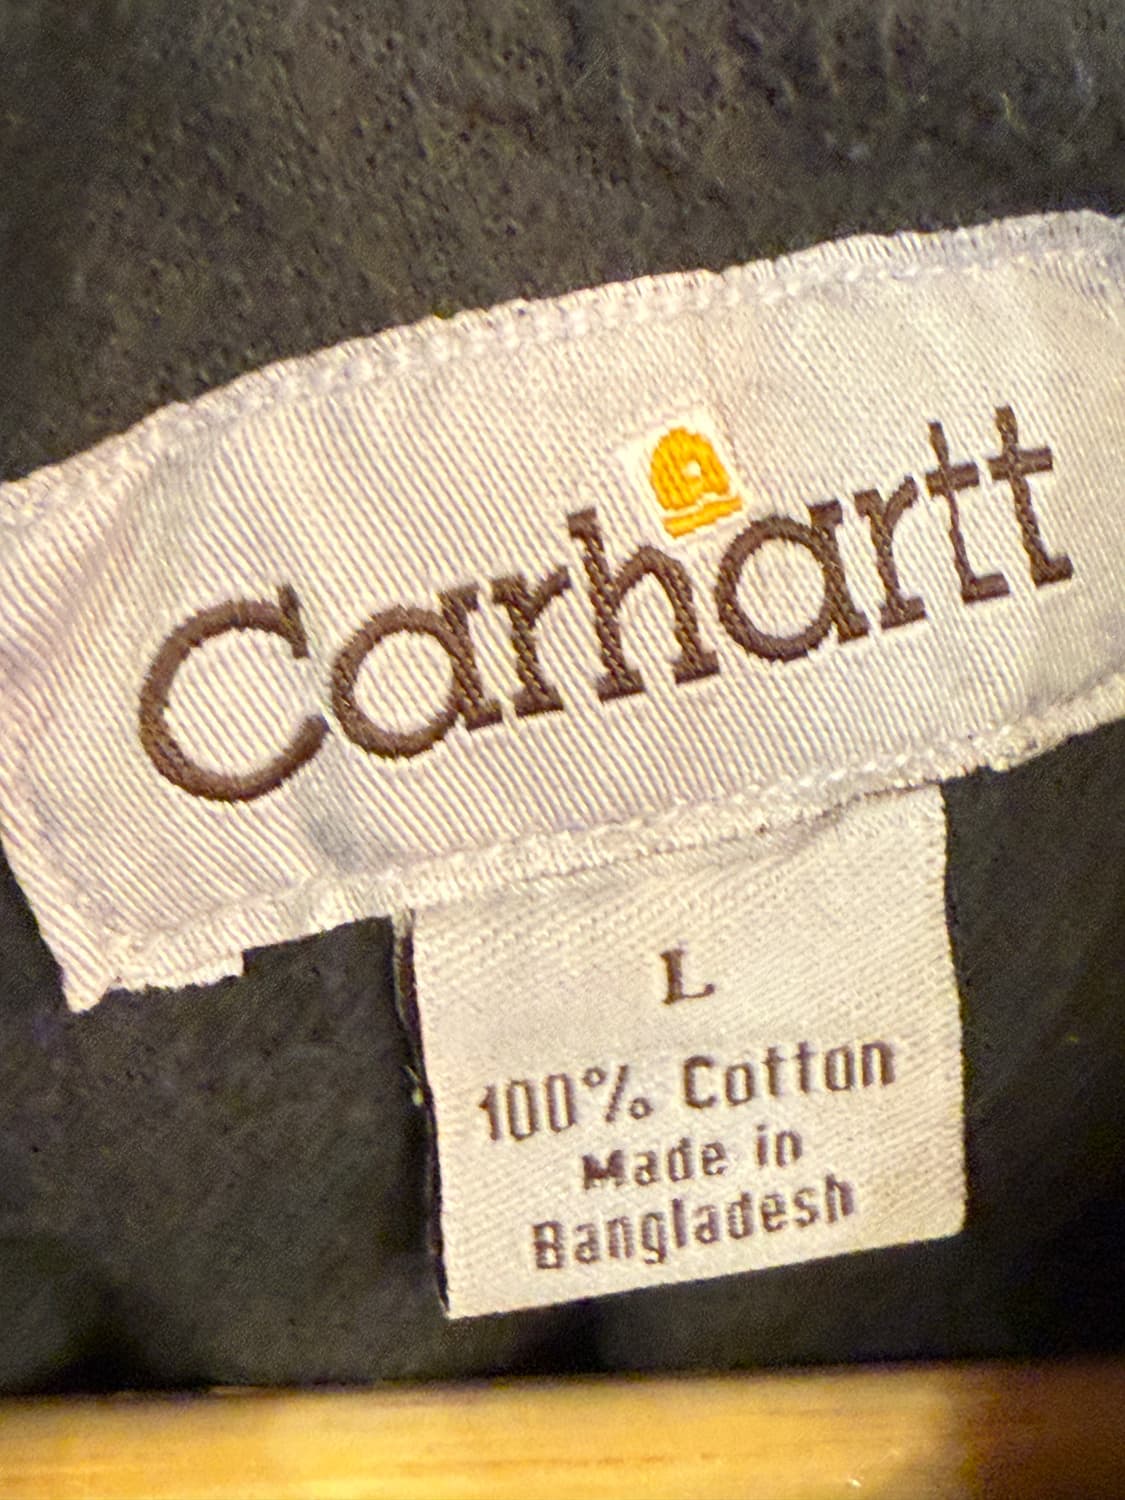 Carhartt
L
100% Cotton
Made in
Bangladesh